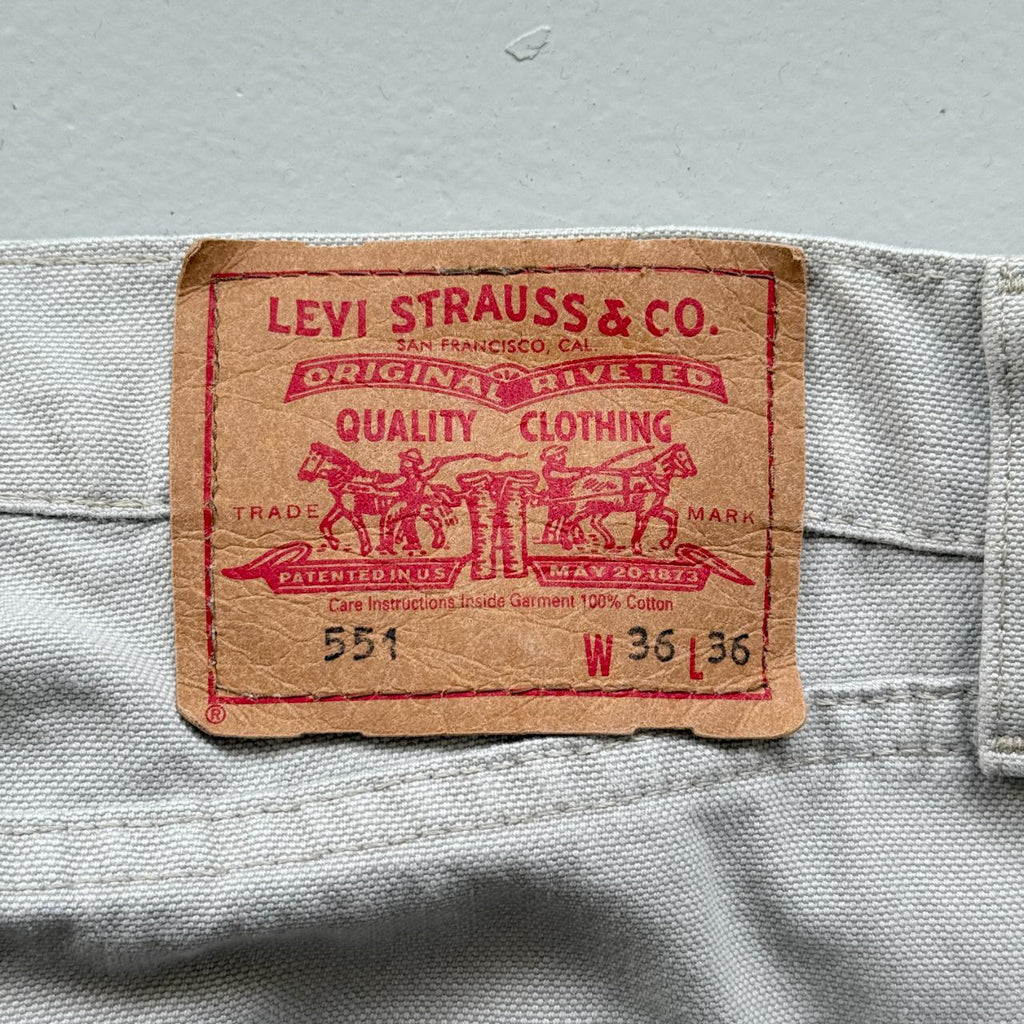 LEVI STRAUSS & CO.
SAN FRANCISCO, CAL.
ORIGINAL RIVETED
QUALITY CLOTHING
TRADE MARK
PATENTED IN U.S MAY 20 1873
Care Instructions Inside Garment 100% Cotton
551 W 36 L 36
®